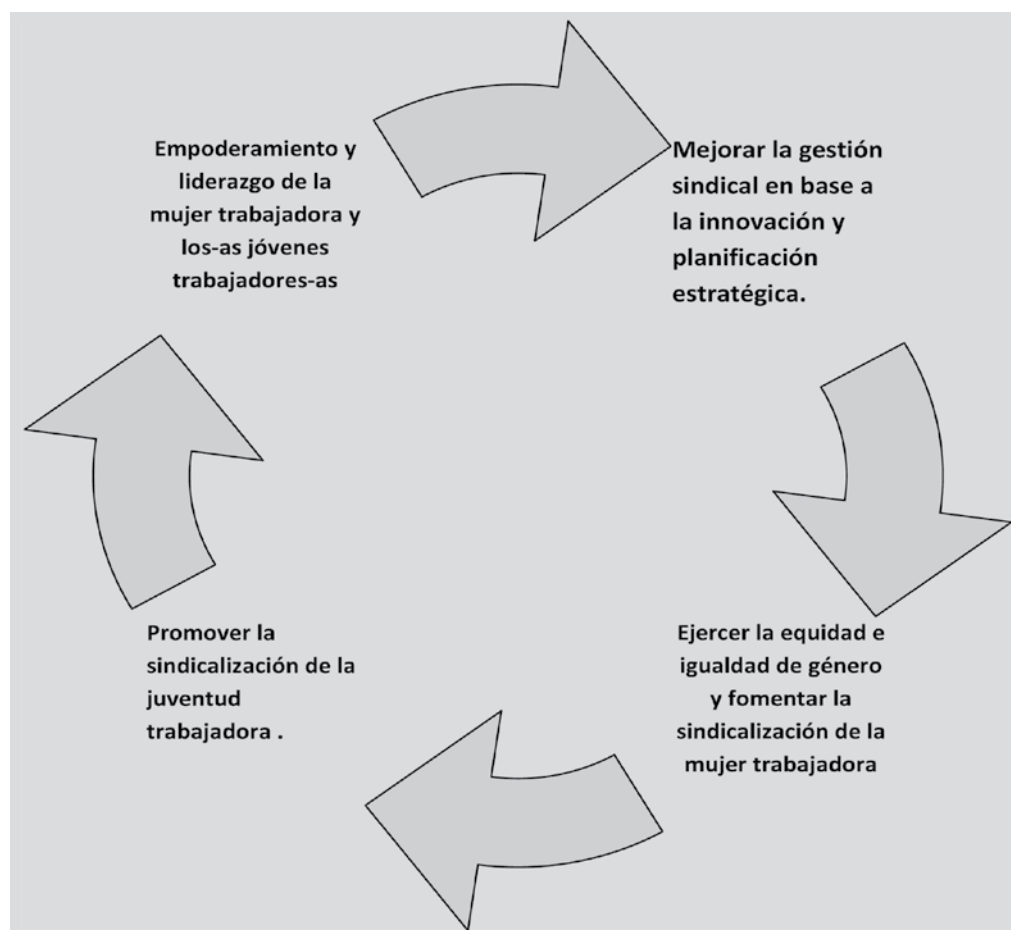 Empoderamiento y
liderazgo de la
mujer trabajadora y
los-as jóvenes
trabajadores-as
Mejorar la gestión
sindical en base a
la innovación y
planificación
estratégica.
Ejercer la equidad e
igualdad de género
y fomentar la
sindicalización de la
mujer trabajadora
Promover la
sindicalización de la
juventud
trabajadora .